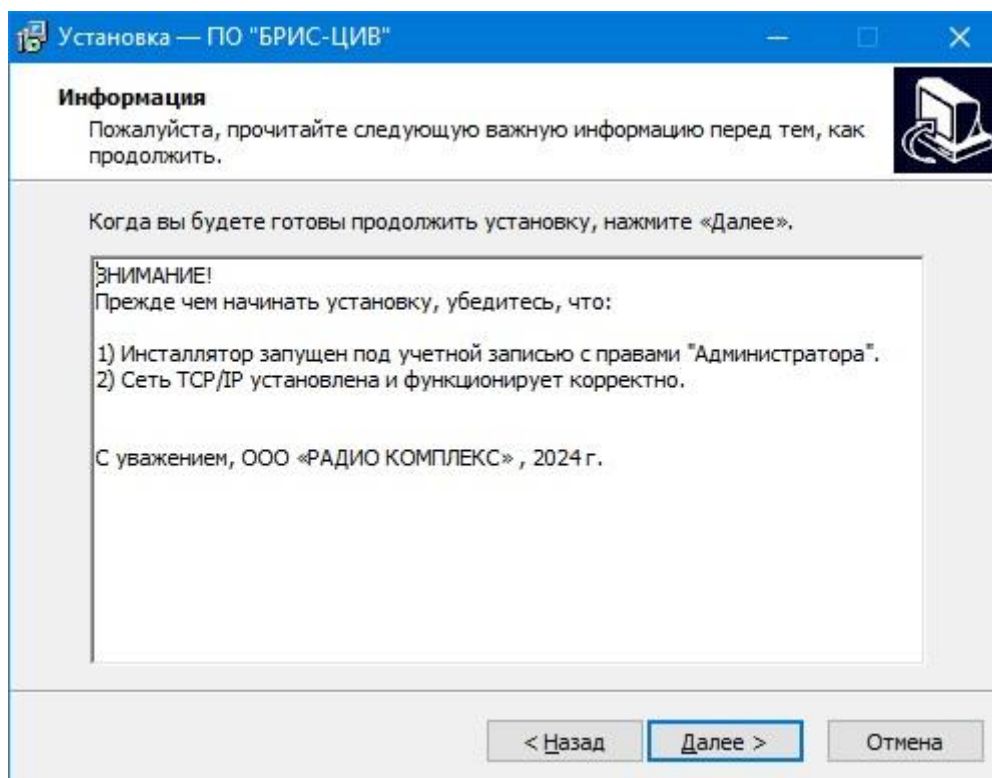 Установка — ПО "БРИС-ЦИВ"
Информация
Пожалуйста, прочитайте следующую важную информацию перед тем, как
продолжить.
Когда вы будете готовы продолжить установку, нажмите «Далее».
ВНИМАНИЕ!
Прежде чем начинать установку, убедитесь, что:
1) Инсталлятор запущен под учетной записью с правами "Администратора".
2) Сеть TCP/IP установлена и функционирует корректно.
С уважением, ООО «РАДИО КОМПЛЕКС» , 2024 г.
< Назад
Далее >
Отмена